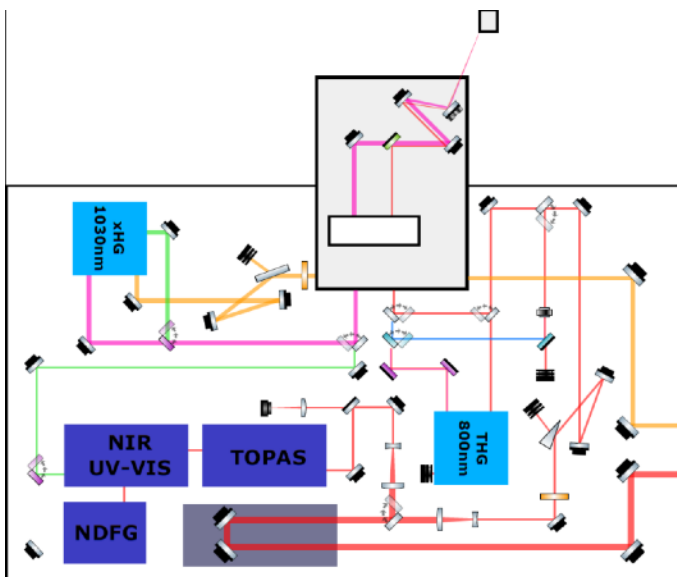 xHG
1030nm
NIR
UV-VIS
TOPAS
THG
800nm
NDFG